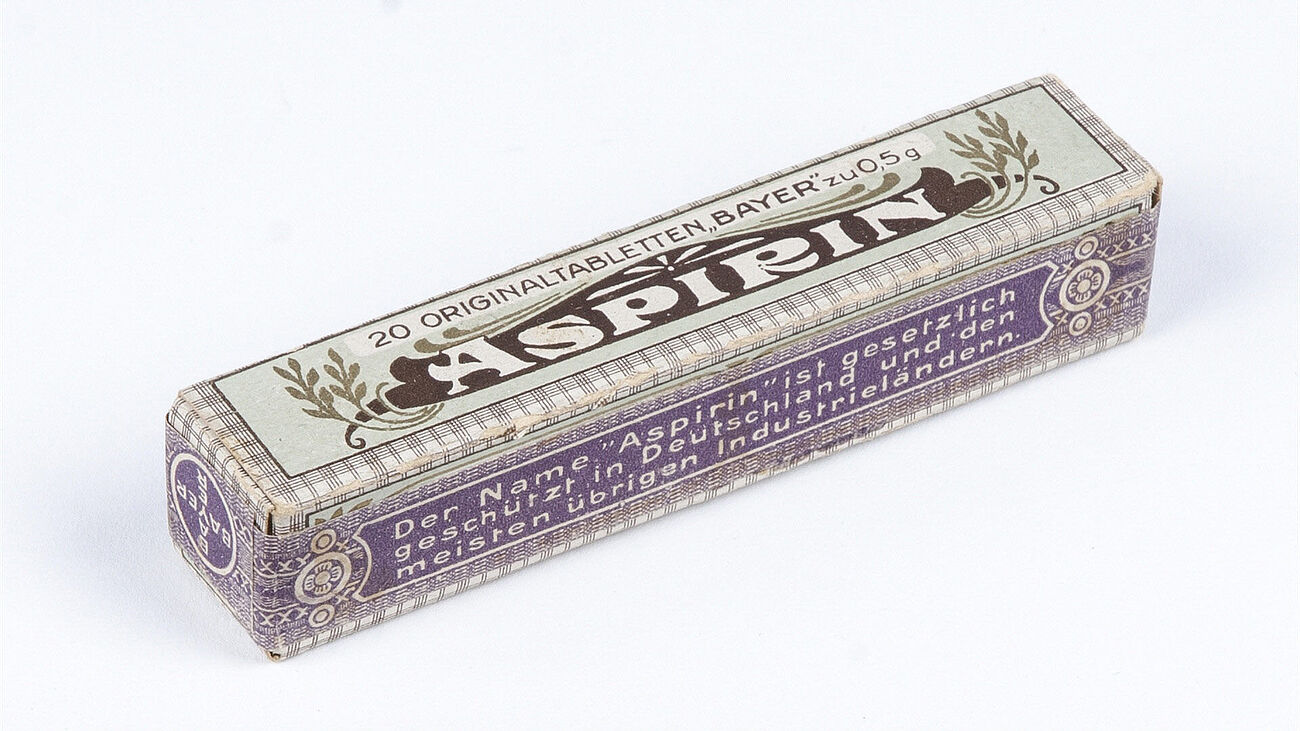 20 ORIGINALTABLETTEN „BAYER" zu 0,5 g
ASPIRIN
Der Name "Aspirin" ist gesetzlich
geschützt in Deutschland und den
meisten übrigen Industrieländern.
BAYER
BAYER